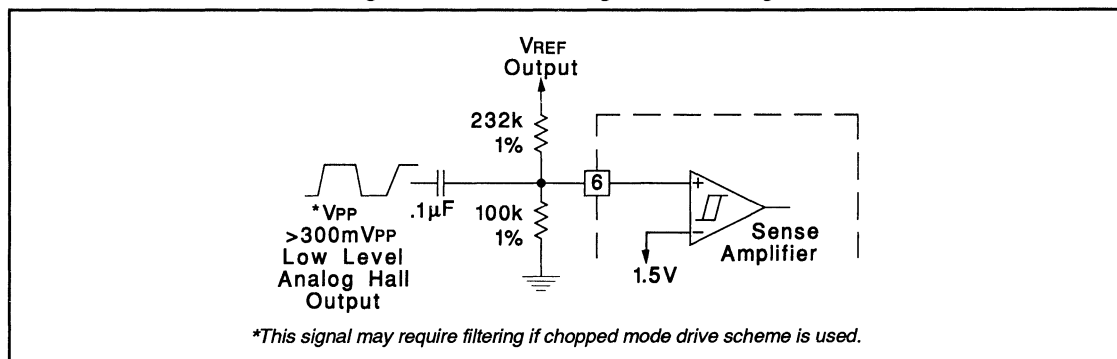 VREF
Output
232k
1%
6
+
*VPP
>300mVPP
Low Level
Analog Hall
Output
.1µF
100k
1%
−
1.5V
Sense
Amplifier
*This signal may require filtering if chopped mode drive scheme is used.